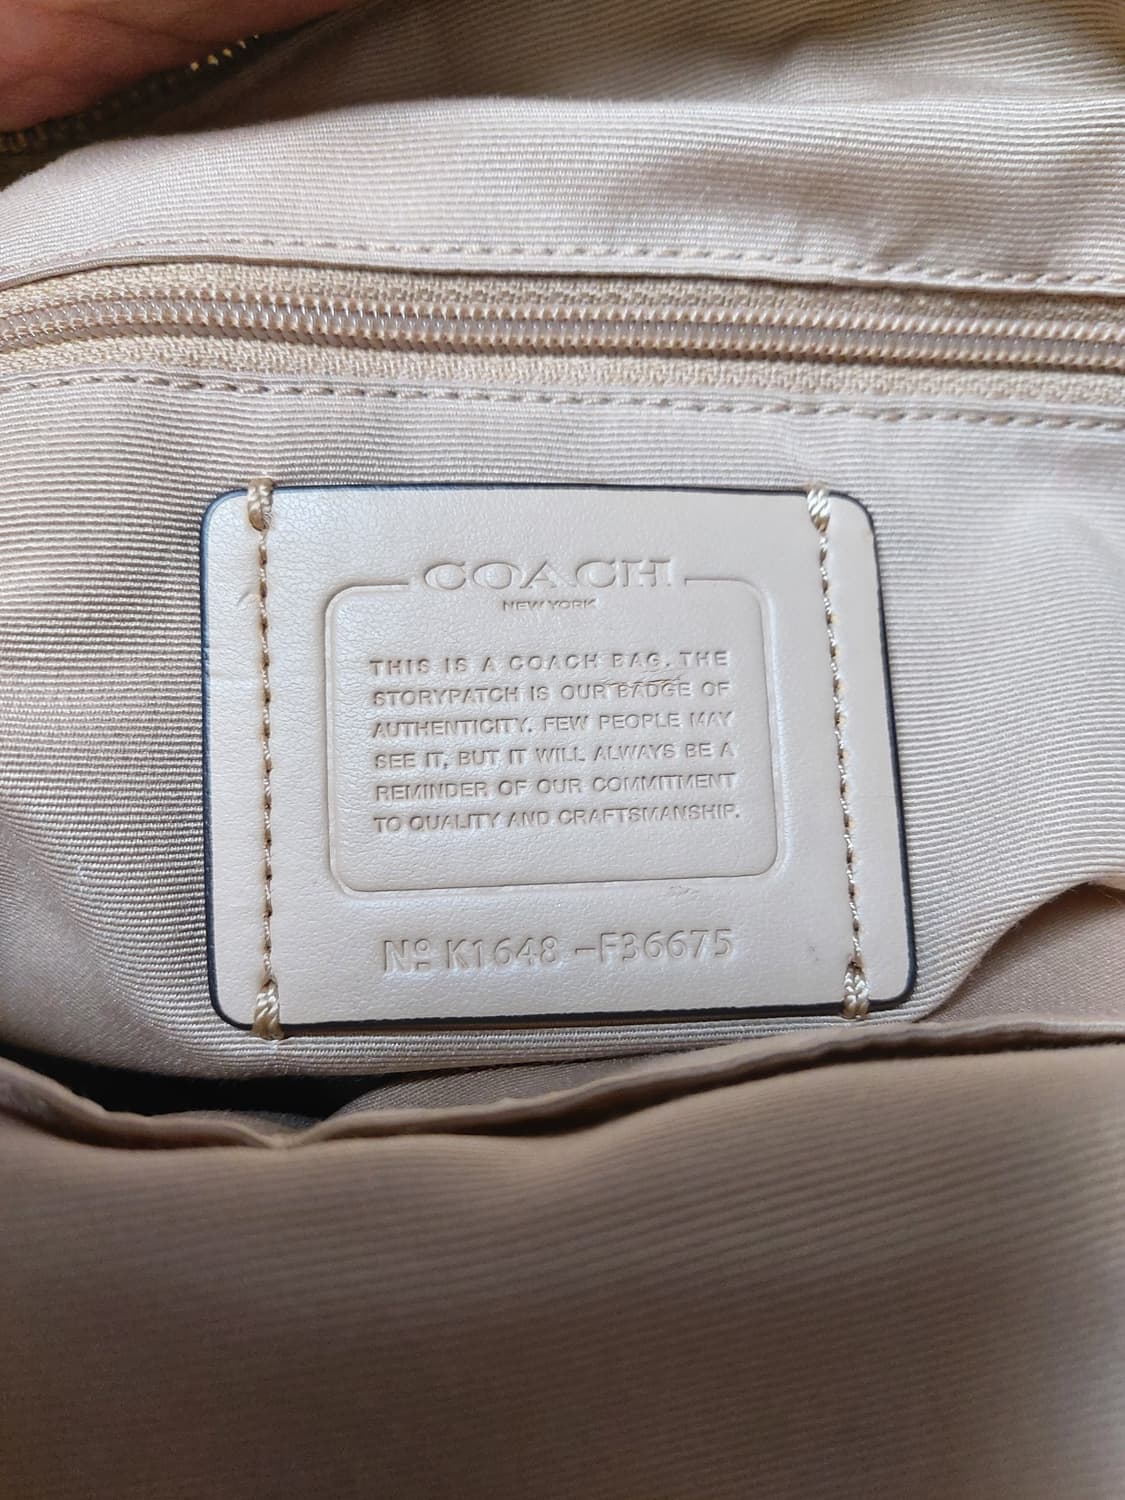 COACH
NEW YORK
THIS IS A COACH BAG. THE
STORYPATCH IS OUR BADGE OF
AUTHENTICITY. FEW PEOPLE MAY
SEE IT, BUT IT WILL ALWAYS BE A
REMINDER OF OUR COMMITMENT
TO QUALITY AND CRAFTSMANSHIP.
Nº K1648 -F36675